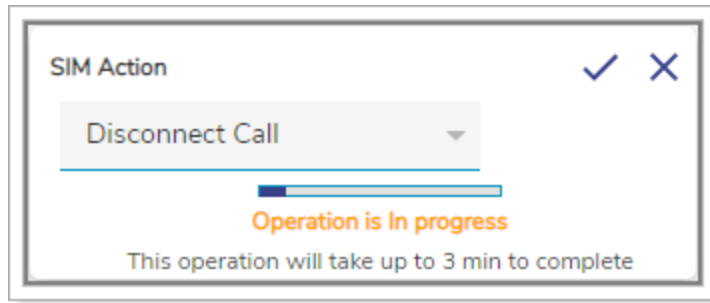 SIM Action
Disconnect Call
Operation is In progress
This operation will take up to 3 min to complete